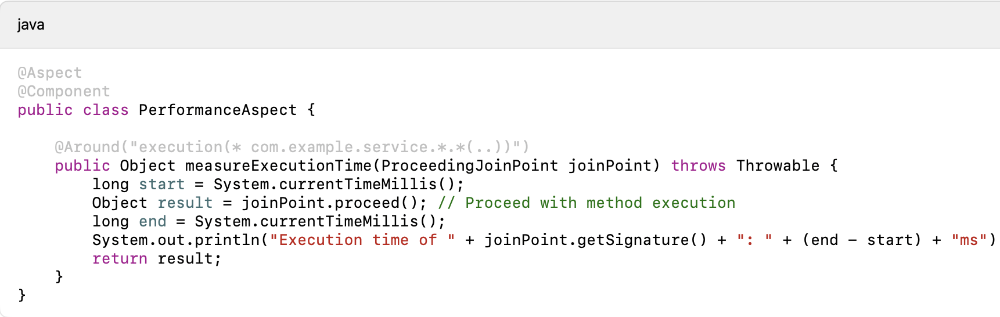 java
@Aspect
@Component
public class PerformanceAspect {
@Around("execution(* com.example.service.*.*(..))")
public Object measureExecutionTime(ProceedingJoinPoint joinPoint) throws Throwable {
long start = System.currentTimeMillis();
Object result = joinPoint.proceed(); // Proceed with method execution
long end = System.currentTimeMillis();
System.out.println("Execution time of " + joinPoint.getSignature() + ": " + (end - start) + "ms")
return result;
}
}